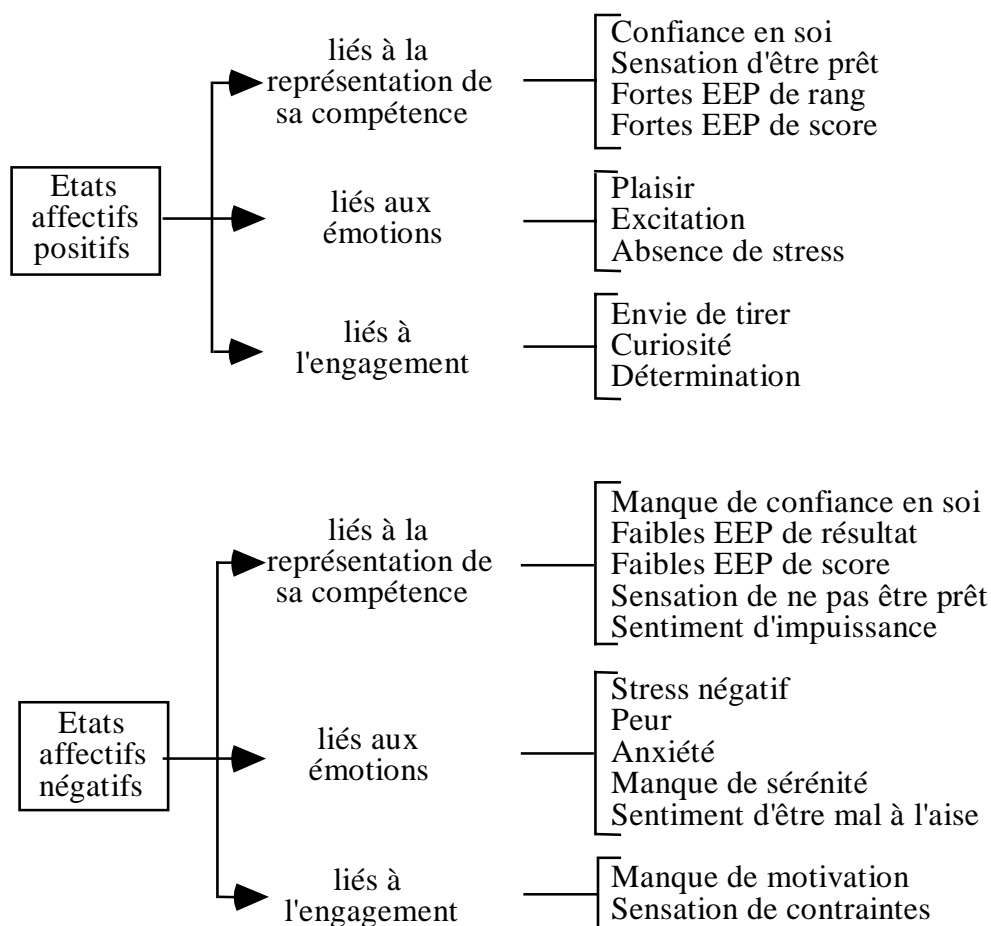 Etats
affectifs
positifs
liés à la
représentation de
sa compétence
Confiance en soi
Sensation d'être prêt
Fortes EEP de rang
Fortes EEP de score
liés aux
émotions
Plaisir
Excitation
Absence de stress
liés à
l'engagement
Envie de tirer
Curiosité
Détermination
Etats
affectifs
négatifs
liés à la
représentation de
sa compétence
Manque de confiance en soi
Faibles EEP de résultat
Faibles EEP de score
Sensation de ne pas être prêt
Sentiment d'impuissance
liés aux
émotions
Stress négatif
Peur
Anxiété
Manque de sérénité
Sentiment d'être mal à l'aise
liés à
l'engagement
Manque de motivation
Sensation de contraintes